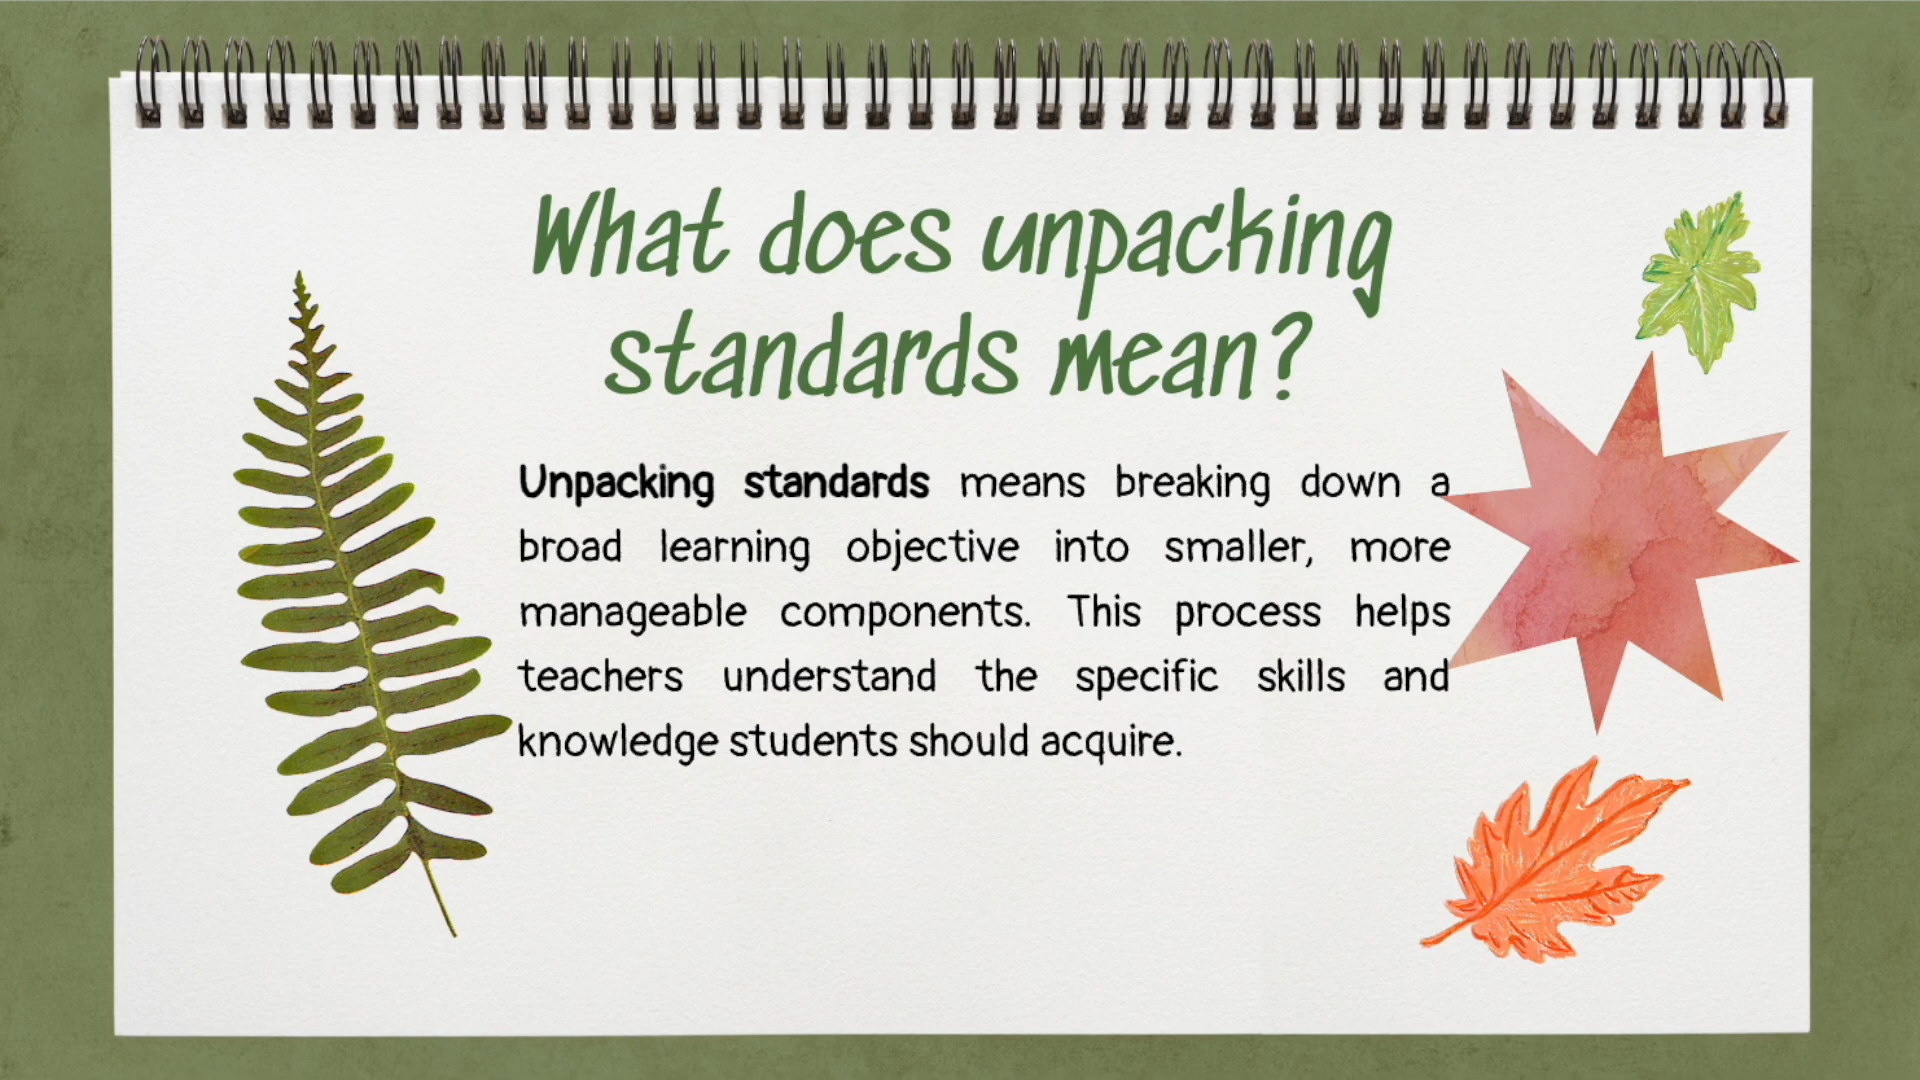 What does unpacking
standards mean?
Unpacking standards means breaking down a
broad learning objective into smaller, more
manageable components. This process helps
teachers understand the specific skills and
knowledge students should acquire.